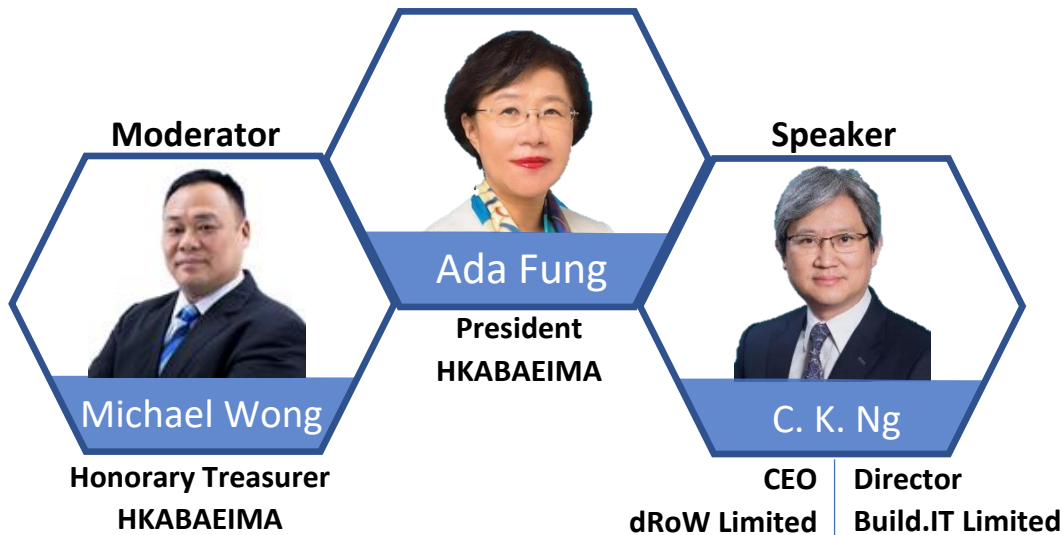 Moderator
Speaker
Ada Fung
President
HKABAEIMA
Michael Wong
Honorary Treasurer
HKABAEIMA
C. K. Ng
CEO
dRoW Limited
Director
Build.IT Limited